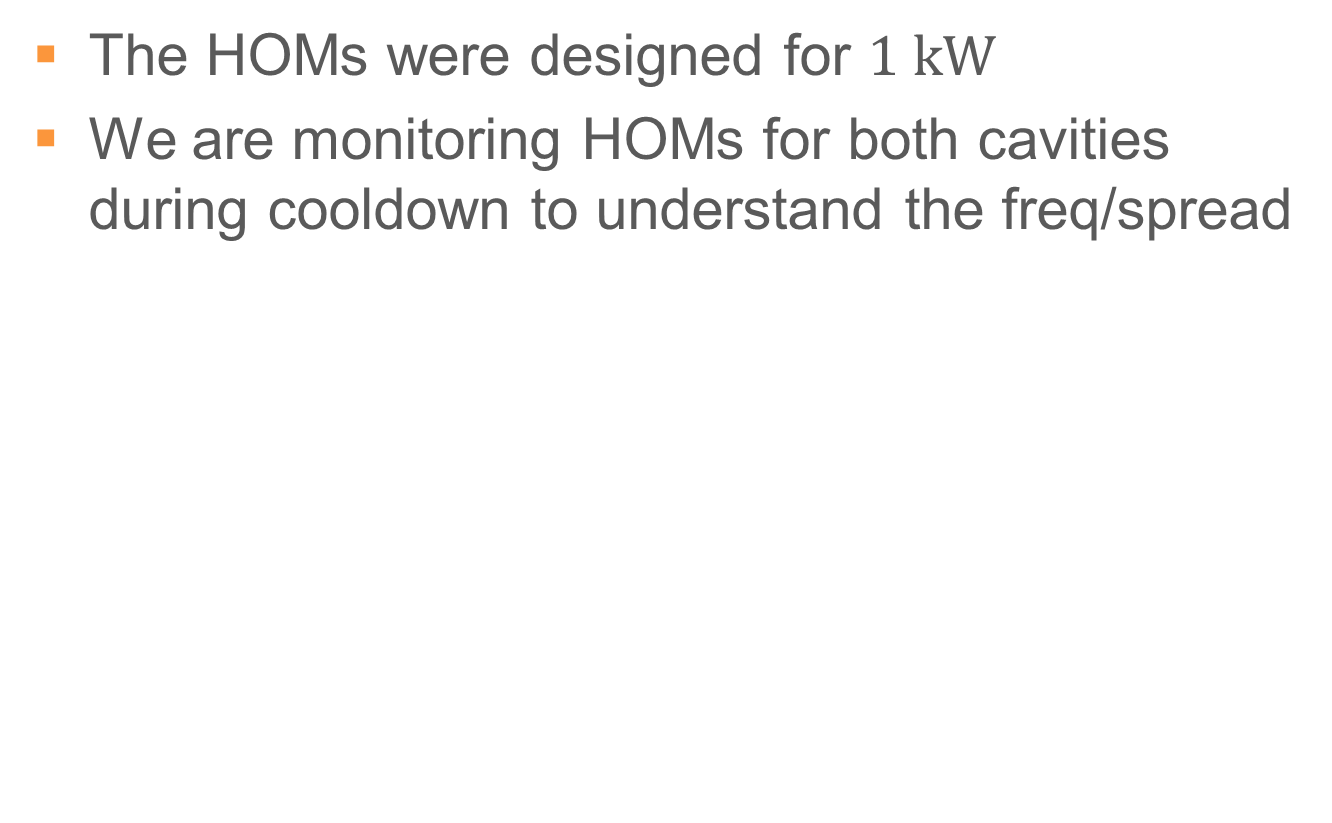 ▪ The HOMs were designed for 1 kW
▪ We are monitoring HOMs for both cavities
during cooldown to understand the freq/spread